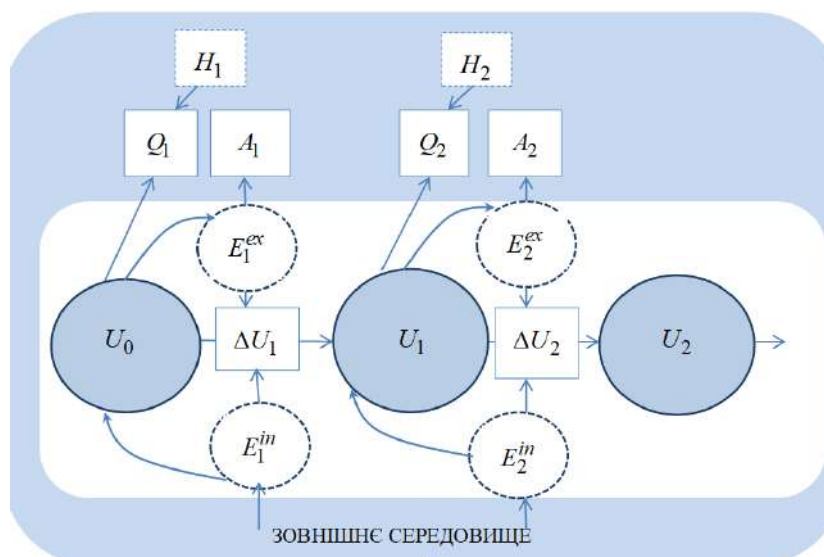 H₁ H₂
Q₁ A₁ Q₂ A₂
E₁ᵉˣ E₂ᵉˣ
U₀ ΔU₁ U₁ ΔU₂ U₂
E₁ⁱⁿ E₂ⁱⁿ
ЗОВНІШНЄ СЕРЕДОВИЩЕ